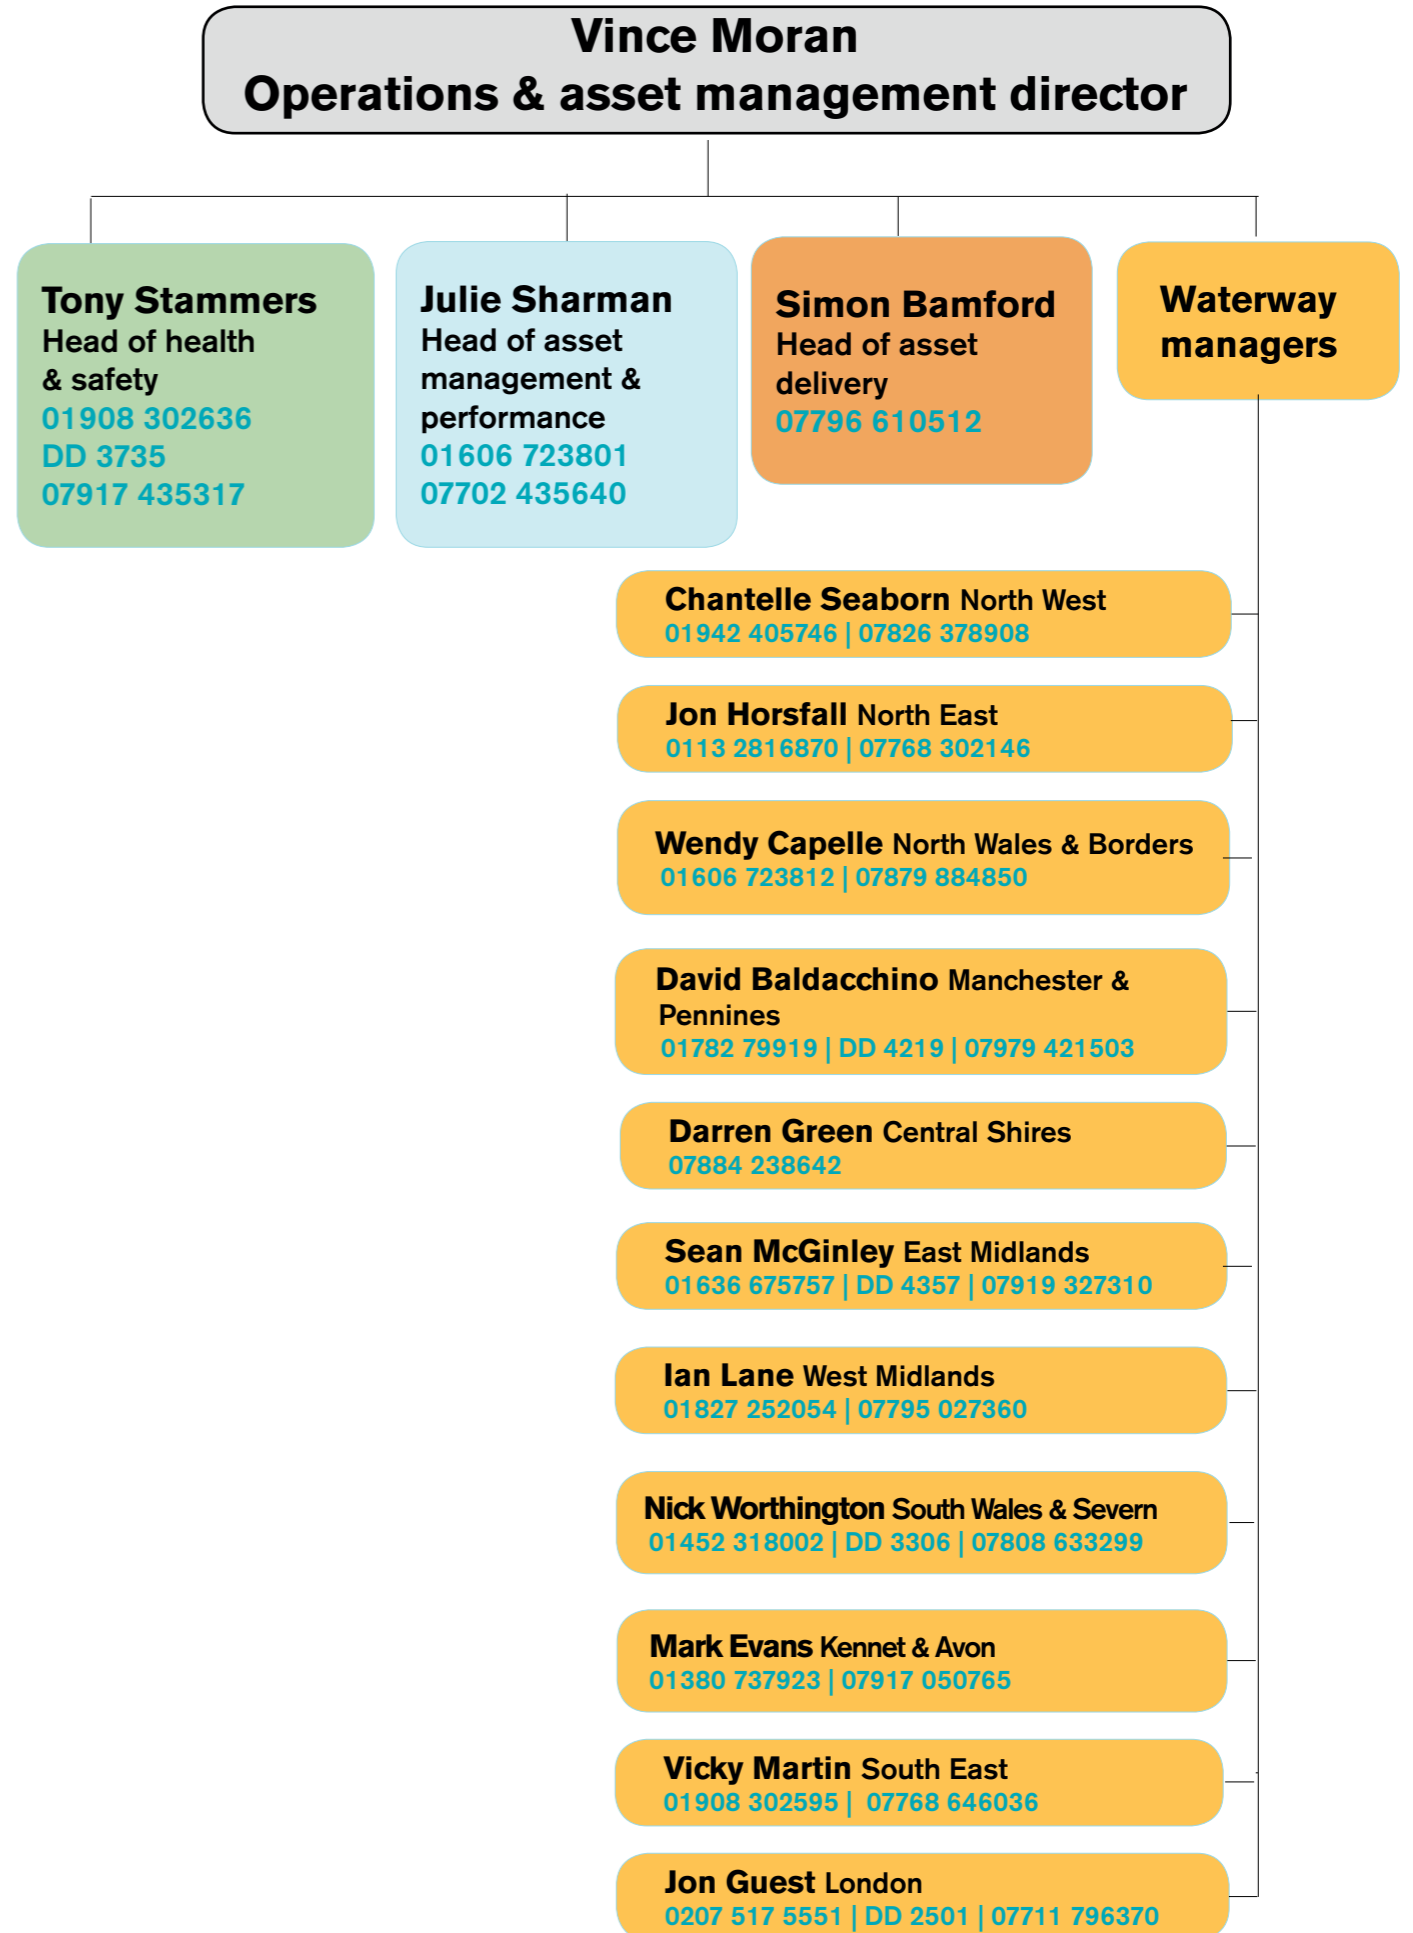 Vince Moran
Operations & asset management director
Tony Stammers
Head of health
& safety
01908 302636
DD 3735
07917 435317
Julie Sharman
Head of asset
management &
performance
01606 723801
07702 435640
Simon Bamford
Head of asset
delivery
07796 610512
Waterway
managers
Chantelle Seaborn North West
01942 405746 | 07826 378908
Jon Horsfall North East
0113 2816870 | 07768 302146
Wendy Capelle North Wales & Borders
01606 723812 | 07879 884850
David Baldacchino Manchester &
Pennines
01782 79919 | DD 4219 | 07979 421503
Darren Green Central Shires
07884 238642
Sean McGinley East Midlands
01636 675757 | DD 4357 | 07919 327310
Ian Lane West Midlands
01827 252054 | 07795 027360
Nick Worthington South Wales & Severn
01452 318002 | DD 3306 | 07808 633299
Mark Evans Kennet & Avon
01380 737923 | 07917 050765
Vicky Martin South East
01908 302595 | 07768 646036
Jon Guest London
0207 517 5551 | DD 2501 | 07711 796370